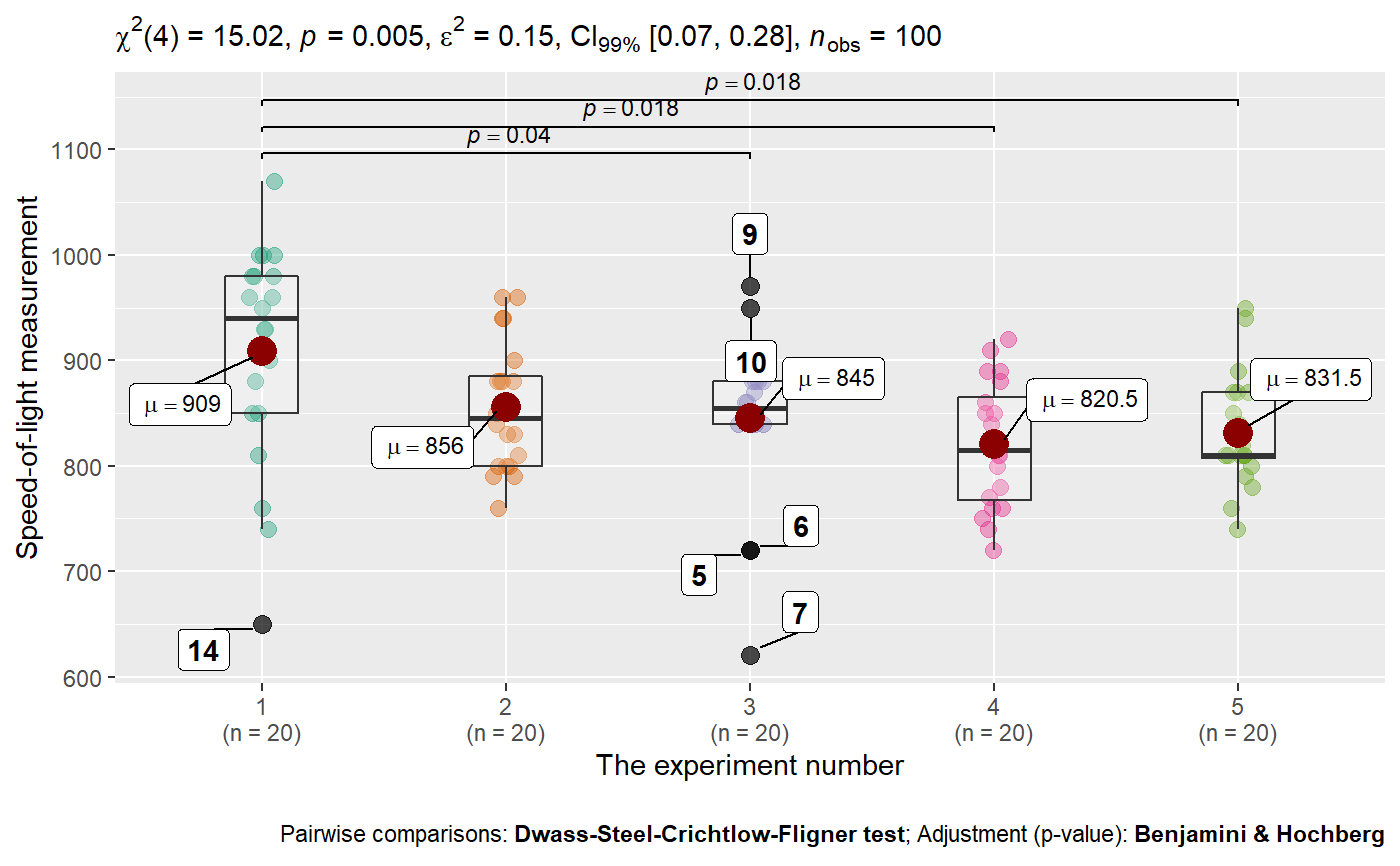 χ²(4) = 15.02, p = 0.005, ε² = 0.15, CI99% [0.07, 0.28], nobs = 100
p = 0.018
p = 0.018
p = 0.04
Speed-of-light measurement
1100
1000
900
800
700
600
9
10
μ = 909
μ = 856
μ = 845
μ = 820.5
μ = 831.5
6
5
7
14
1
(n = 20)
2
(n = 20)
3
(n = 20)
4
(n = 20)
5
(n = 20)
The experiment number
Pairwise comparisons: Dwass-Steel-Crichtlow-Fligner test; Adjustment (p-value): Benjamini & Hochberg